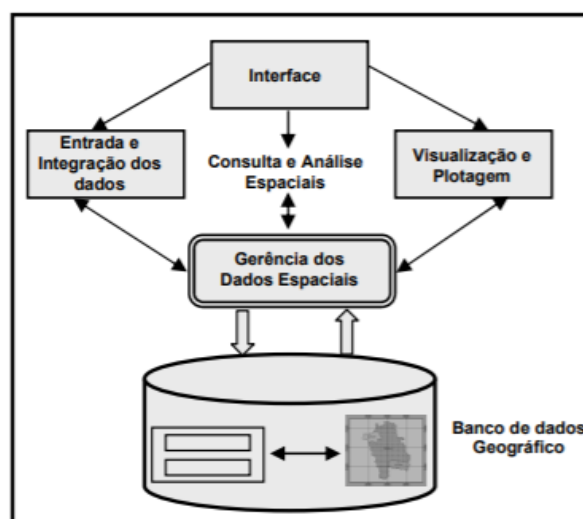 Interface
Entrada e
Integração dos
dados
Consulta e Análise
Espaciais
Visualização e
Plotagem
Gerência dos
Dados Espaciais
Banco de dados
Geográfico